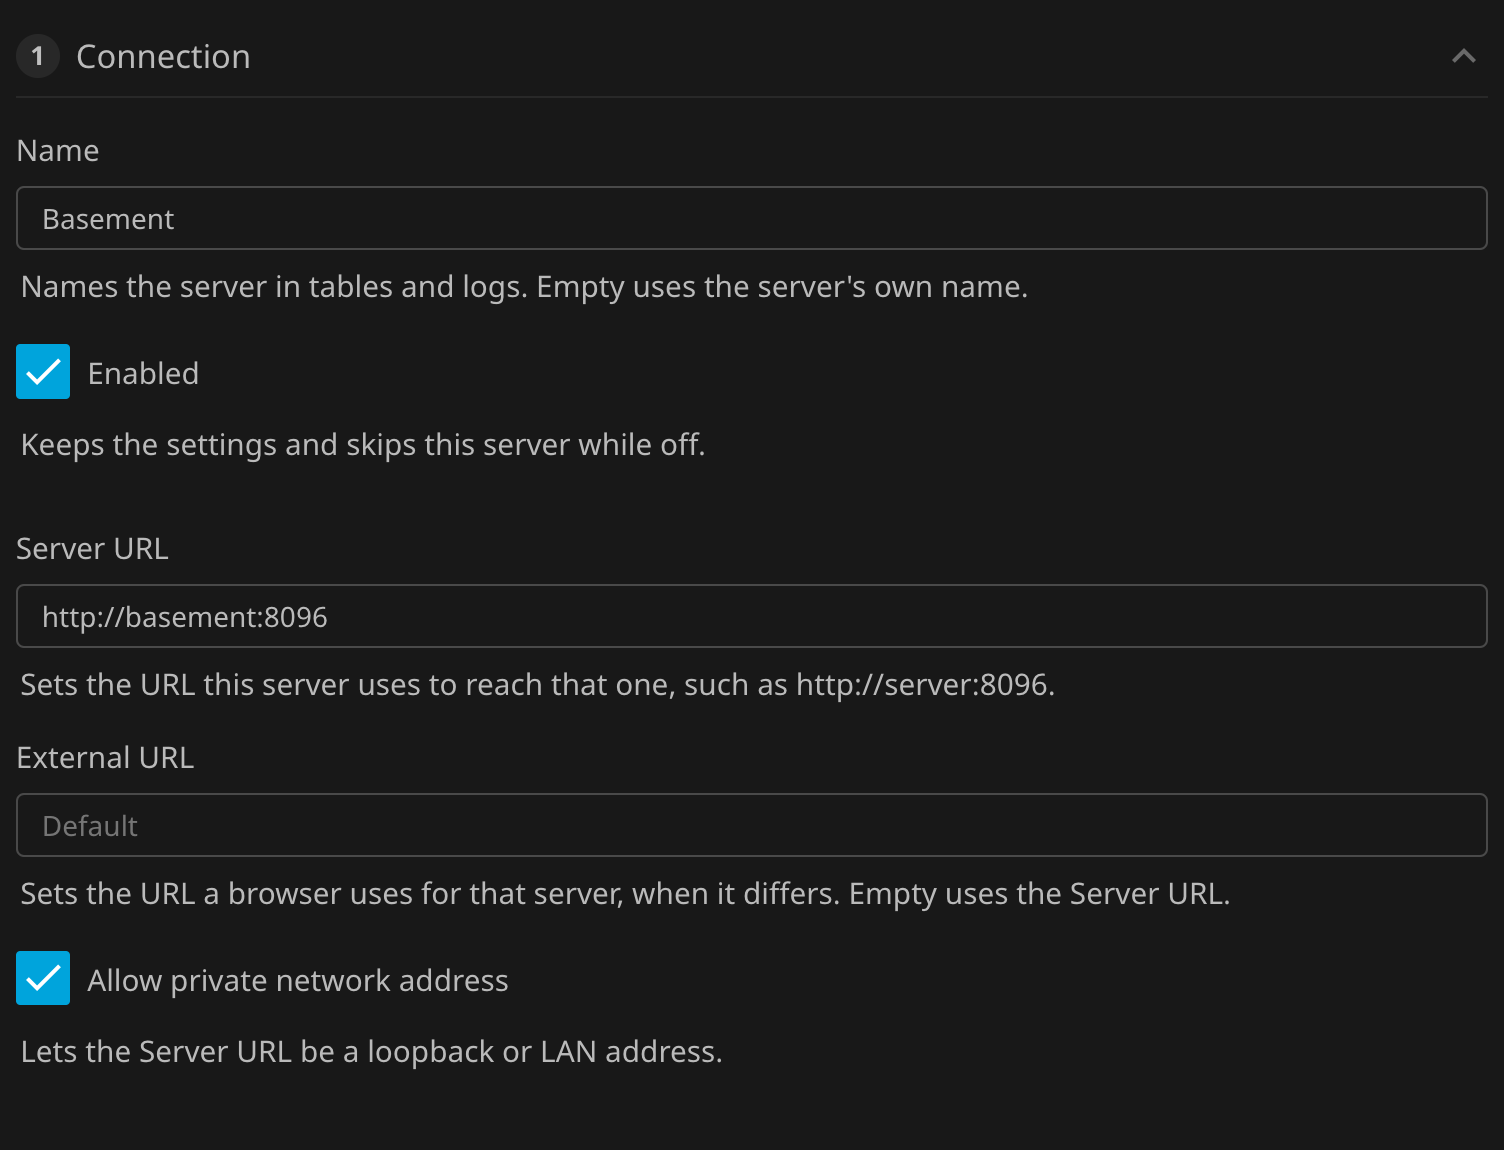 1 Connection
Name
Basement
Names the server in tables and logs. Empty uses the server's own name.
Enabled
Keeps the settings and skips this server while off.
Server URL
http://basement:8096
Sets the URL this server uses to reach that one, such as http://server:8096.
External URL
Default
Sets the URL a browser uses for that server, when it differs. Empty uses the Server URL.
Allow private network address
Lets the Server URL be a loopback or LAN address.